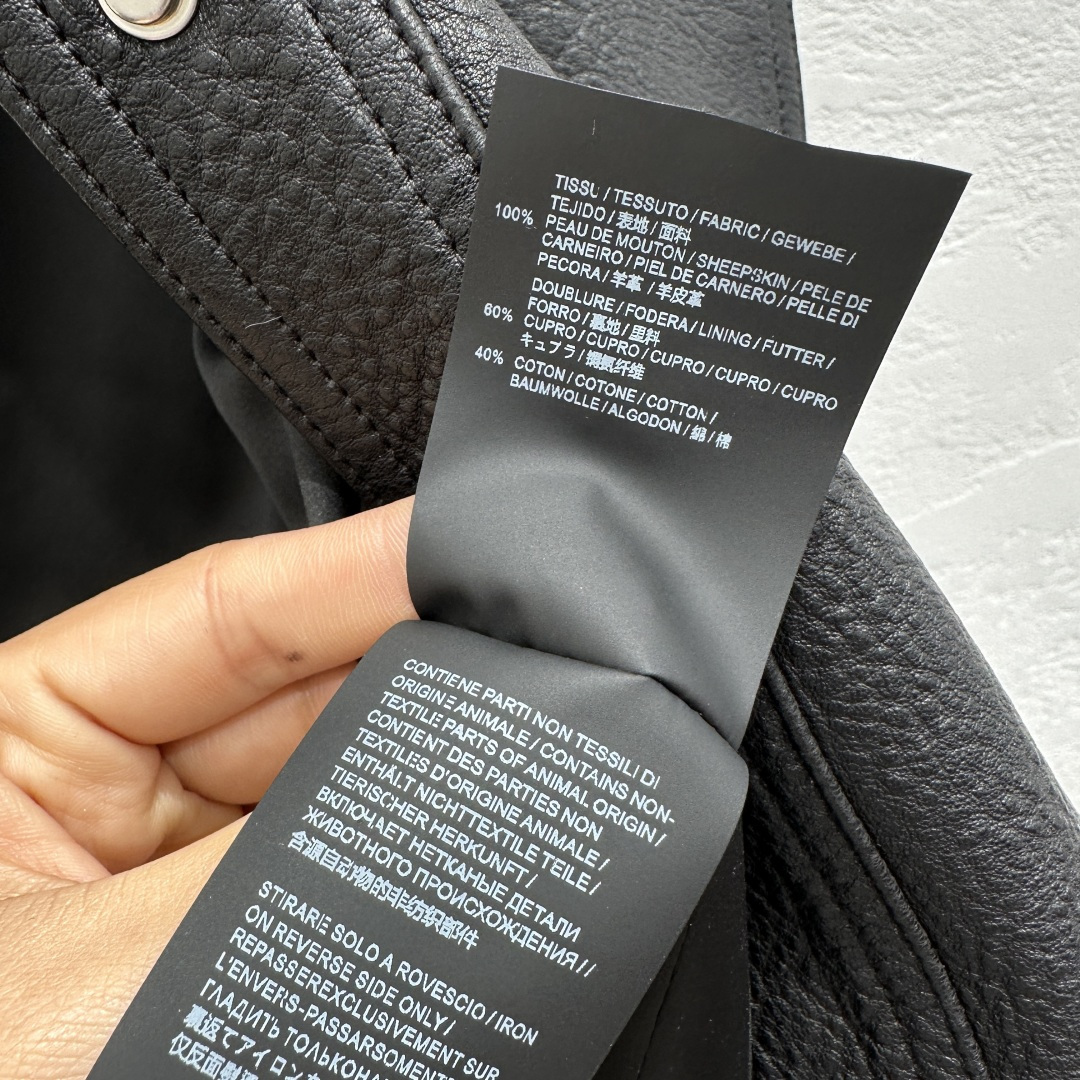 TISSU / TESSUTO / FABRIC / GEWEBE /
TEJIDO / 表地 / 面料
100% PEAU DE MOUTON / SHEEPSKIN / PELE DE
CARNEIRO / PIEL DE CARNERO / PELLE DI
PECORA / 羊革 / 羊皮革
DOUBLURE / FODERA / LINING / FUTTER /
FORRO / 裏地 / 里料
60% CUPRO / CUPRO / CUPRO / CUPRO / CUPRO
キュプラ / 铜氨纤维
40% COTON / COTONE / COTTON /
BAUMWOLLE / ALGODON / 綿 / 棉
CONTIENE PARTI NON TESSILI DI
ORIGINE ANIMALE / CONTAINS NON-
TEXTILE PARTS OF ANIMAL ORIGIN /
CONTIENT DES PARTIES NON
TEXTILES D'ORIGINE ANIMALE /
ENTHÄLT NICHTTEXTILE TEILE /
TIERISCHER HERKUNFT /
ВКЛЮЧАЕТ НЕТКАНЫЕ ДЕТАЛИ
ЖИВОТНОГО ПРОИСХОЖДЕНИЯ //
含源自动物的非纺织部件
STIRARE SOLO A ROVESCIO / IRON
ON REVERSE SIDE ONLY /
REPASSEREXCLUSIVEMENT SUR
L'ENVERS-PASSARSOMENT
ГЛАДИТЬ ТОЛЬКО
裏返してアイロン
仅反面熨